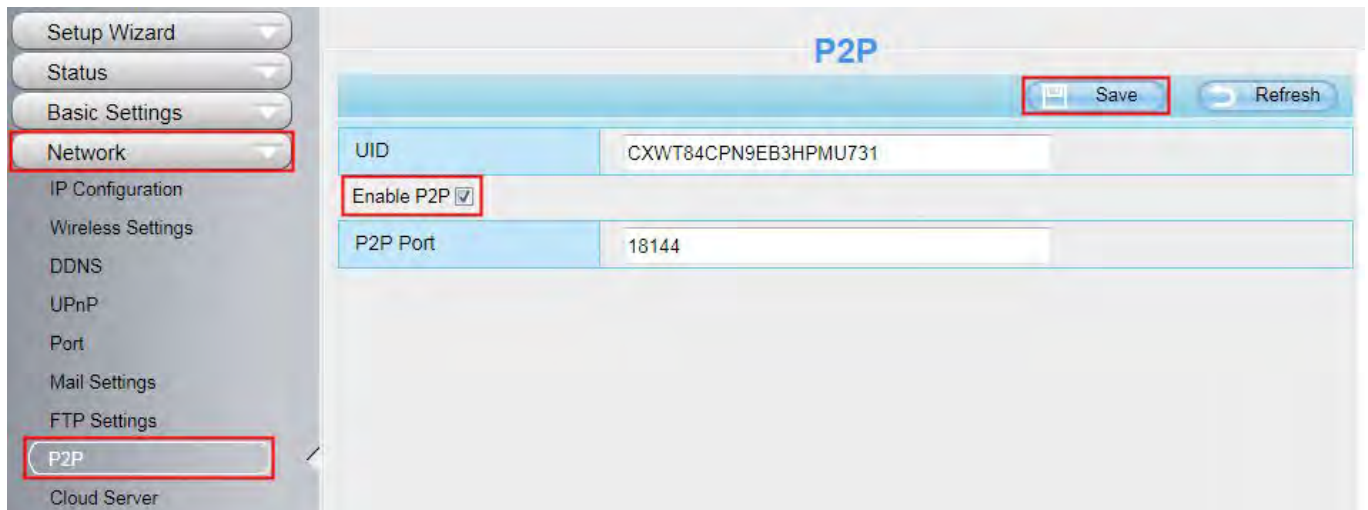 Setup Wizard
Status
Basic Settings
Network
IP Configuration
Wireless Settings
DDNS
UPnP
Port
Mail Settings
FTP Settings
P2P
Cloud Server
P2P
Save Refresh
UID CXWT84CPN9EB3HPMU731
Enable P2P
P2P Port 18144